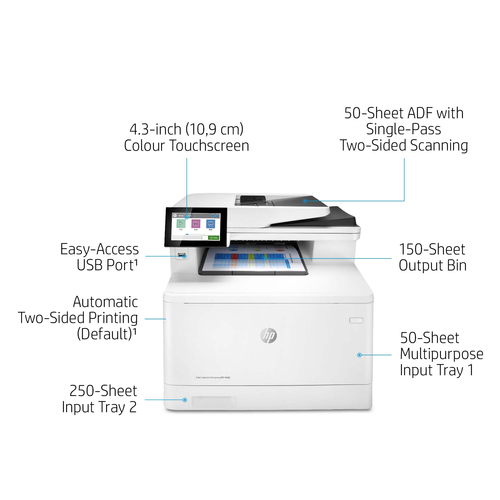 50-Sheet ADF with
Single-Pass
Two-Sided Scanning
4.3-inch (10,9 cm)
Colour Touchscreen
Easy-Access
USB Port¹
150-Sheet
Output Bin
Automatic
Two-Sided Printing
(Default)¹
hp
50-Sheet
Multipurpose
Input Tray 1
250-Sheet
Input Tray 2